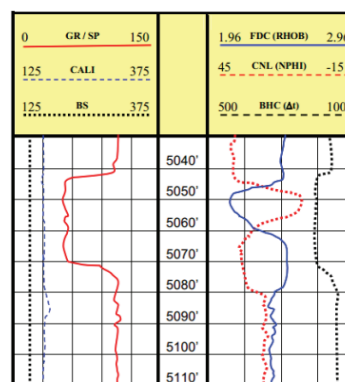 0 GR / SP 150
125 CALI 375
125 BS 375
1.96 FDC (RHOB) 2.96
45 CNL (NPHI) -15
500 BHC (Δt) 100
5040'
5050'
5060'
5070'
5080'
5090'
5100'
5110'